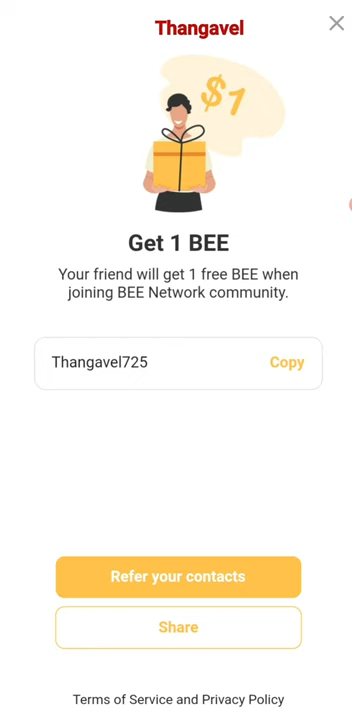 Thangavel
$1
Get 1 BEE
Your friend will get 1 free BEE when
joining BEE Network community.
Thangavel725 Copy
Refer your contacts
Share
Terms of Service and Privacy Policy